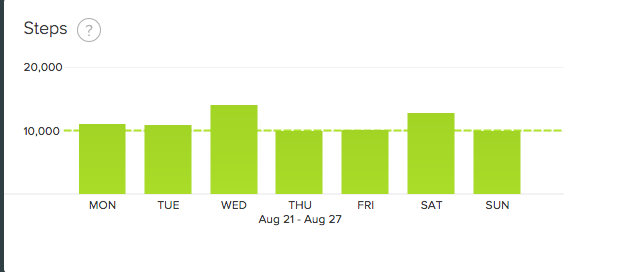 Steps ?
20,000
10,000
MON TUE WED THU FRI SAT SUN
Aug 21 - Aug 27